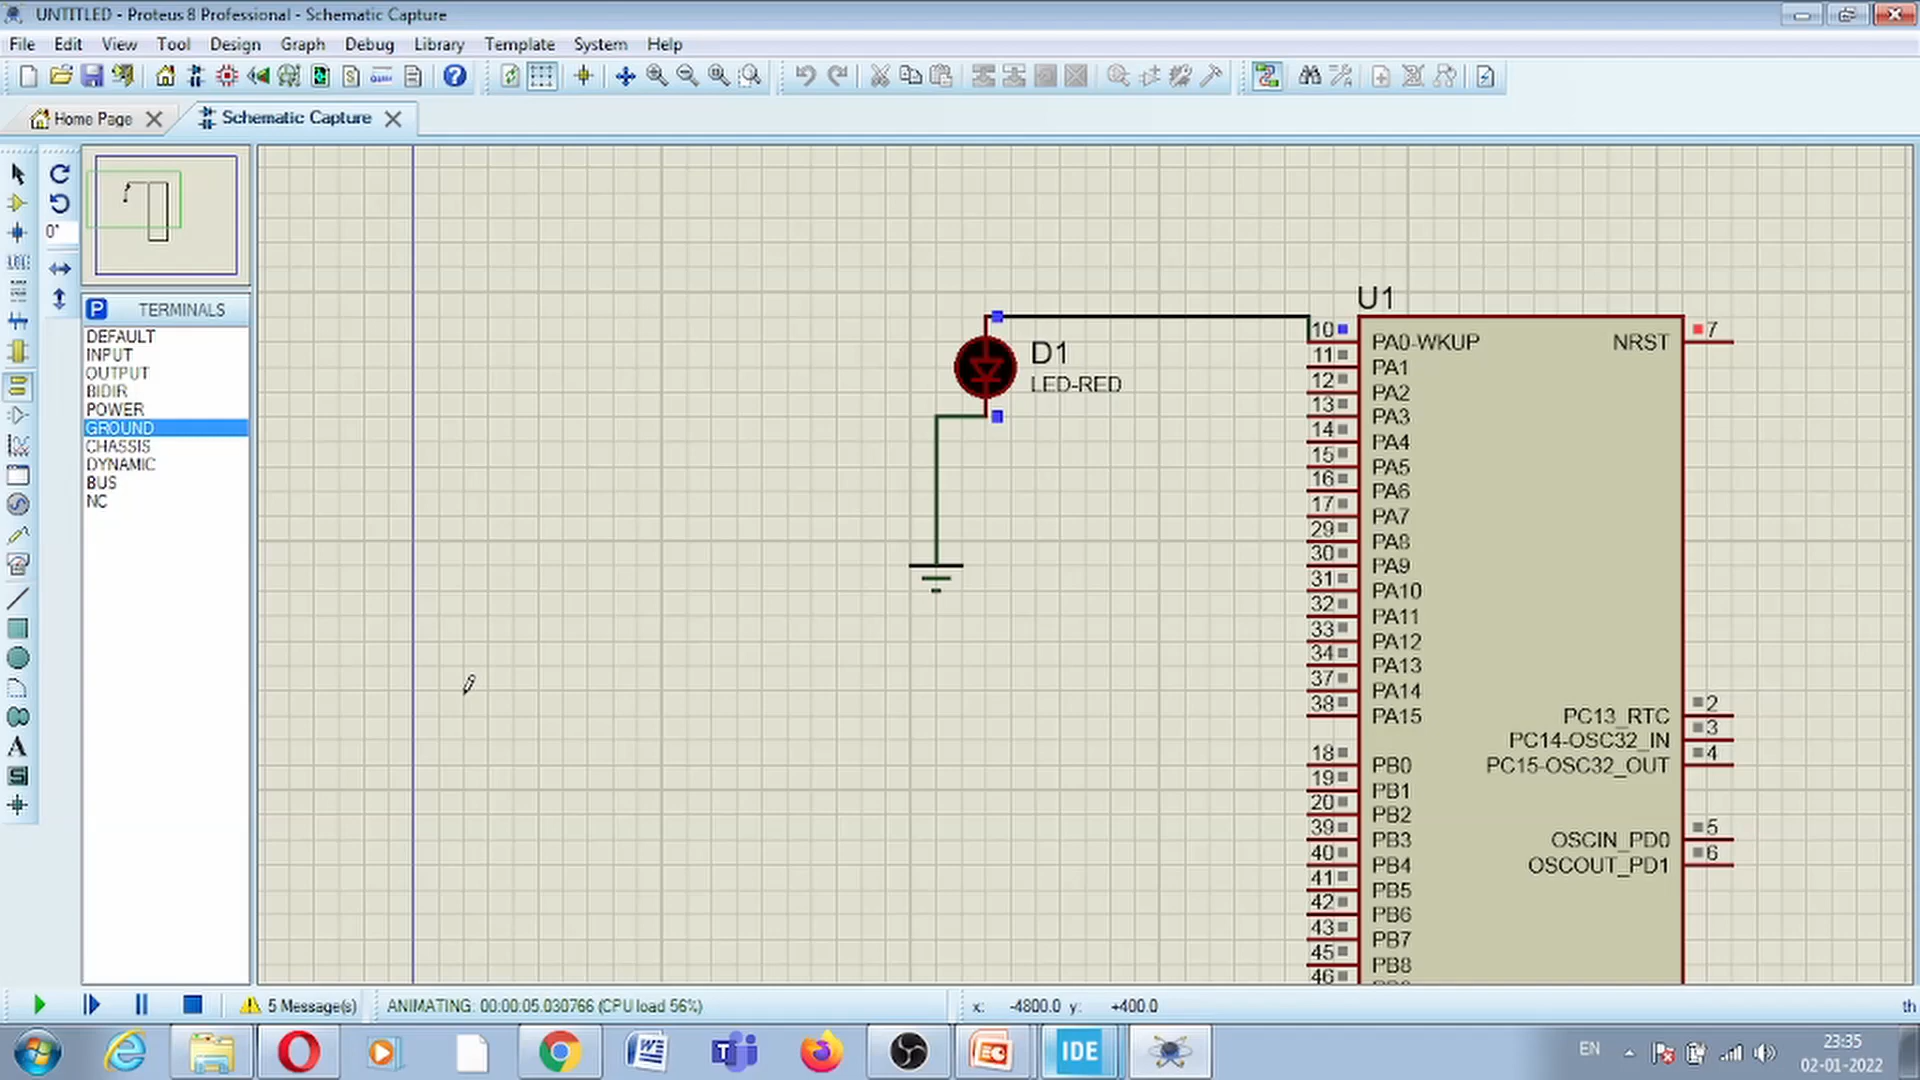 UNTITLED - Proteus 8 Professional - Schematic Capture
File Edit View Tool Design Graph Debug Library Template System Help
Home Page
Schematic Capture
0°
P TERMINALS
DEFAULT
INPUT
OUTPUT
BIDIR
POWER
GROUND
CHASSIS
DYNAMIC
BUS
NC
D1
LED-RED
U1
10 PA0-WKUP
11 PA1
12 PA2
13 PA3
14 PA4
15 PA5
16 PA6
17 PA7
29 PA8
30 PA9
31 PA10
32 PA11
33 PA12
34 PA13
37 PA14
38 PA15
18 PB0
19 PB1
20 PB2
39 PB3
40 PB4
41 PB5
42 PB6
43 PB7
45 PB8
46
NRST 7
PC13_RTC 2
PC14-OSC32_IN 3
PC15-OSC32_OUT 4
OSCIN_PD0 5
OSCOUT_PD1 6
5 Message(s)
ANIMATING: 00:00:05.030766 (CPU load 56%)
x: -4800.0 y: +400.0
th
IDE
EN
23:35
02-01-2022